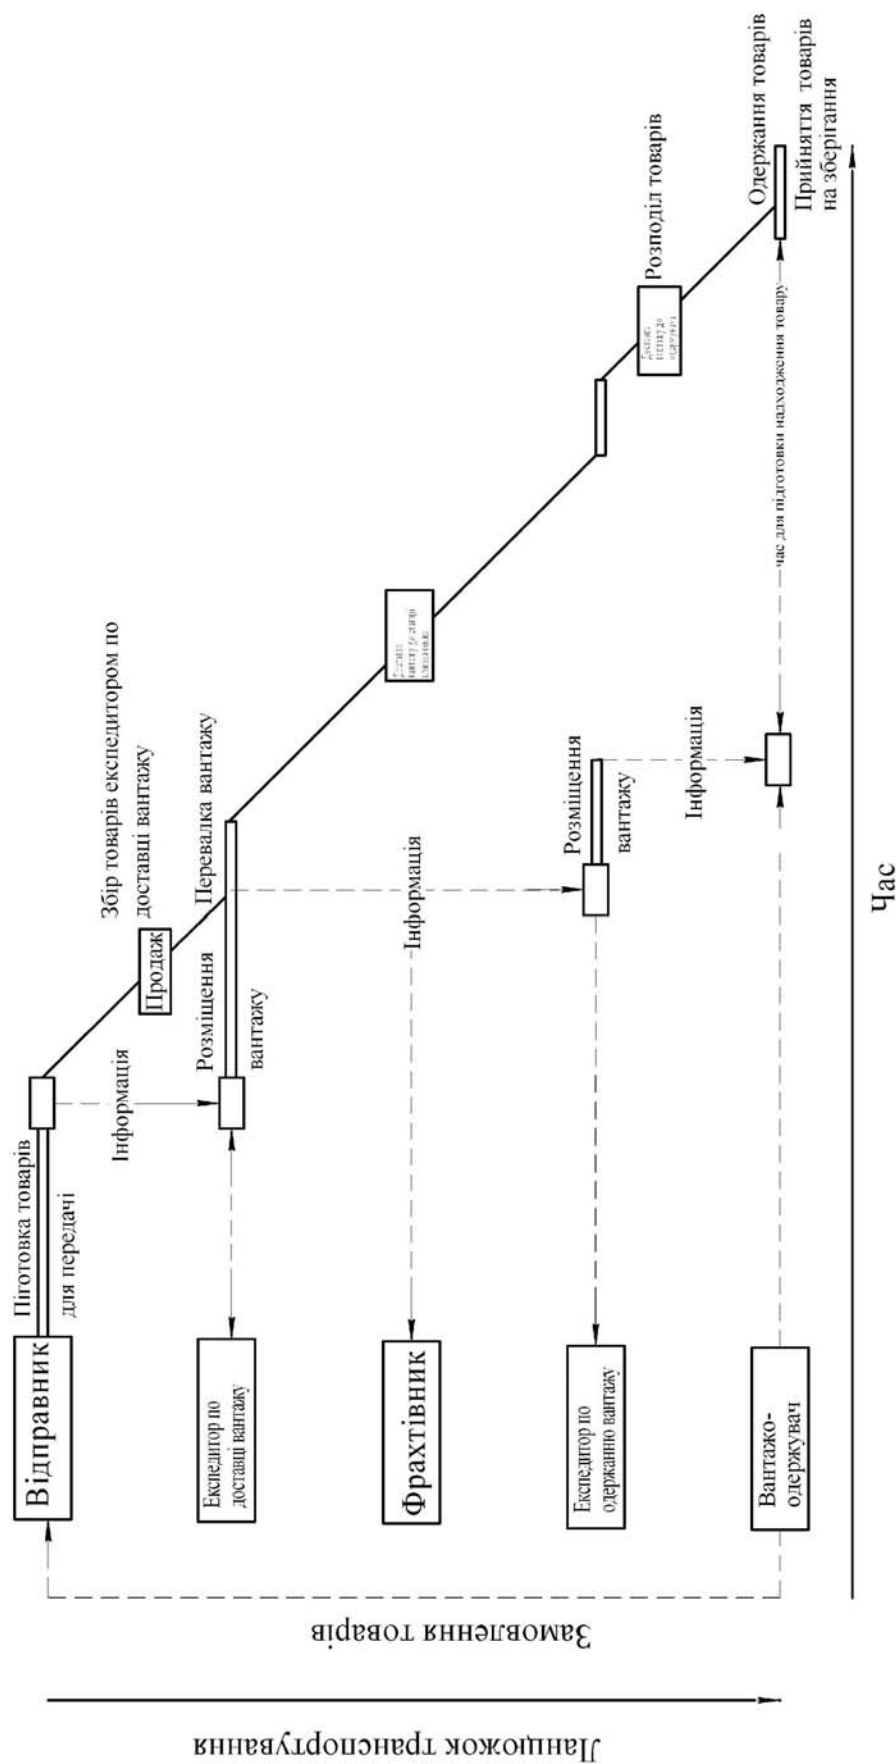 Ланцюжок транспортування
Замовлення товарів
Відправник
Піготовка товарів
для передачі
Інформація
Продаж
Збір товарів експедитором по
доставці вантажу
Експедитор по
доставці вантажу
Розміщення
вантажу
Перевалка вантажу
Фрахтівник
Інформація
Експедитор по
одержанню вантажу
Розміщення
вантажу
Розподіл товарів
Інформація
Вантажо-
одержувач
час для підготовки надходження товару
Одержання товарів
Прийняття товарів
на зберігання
Час